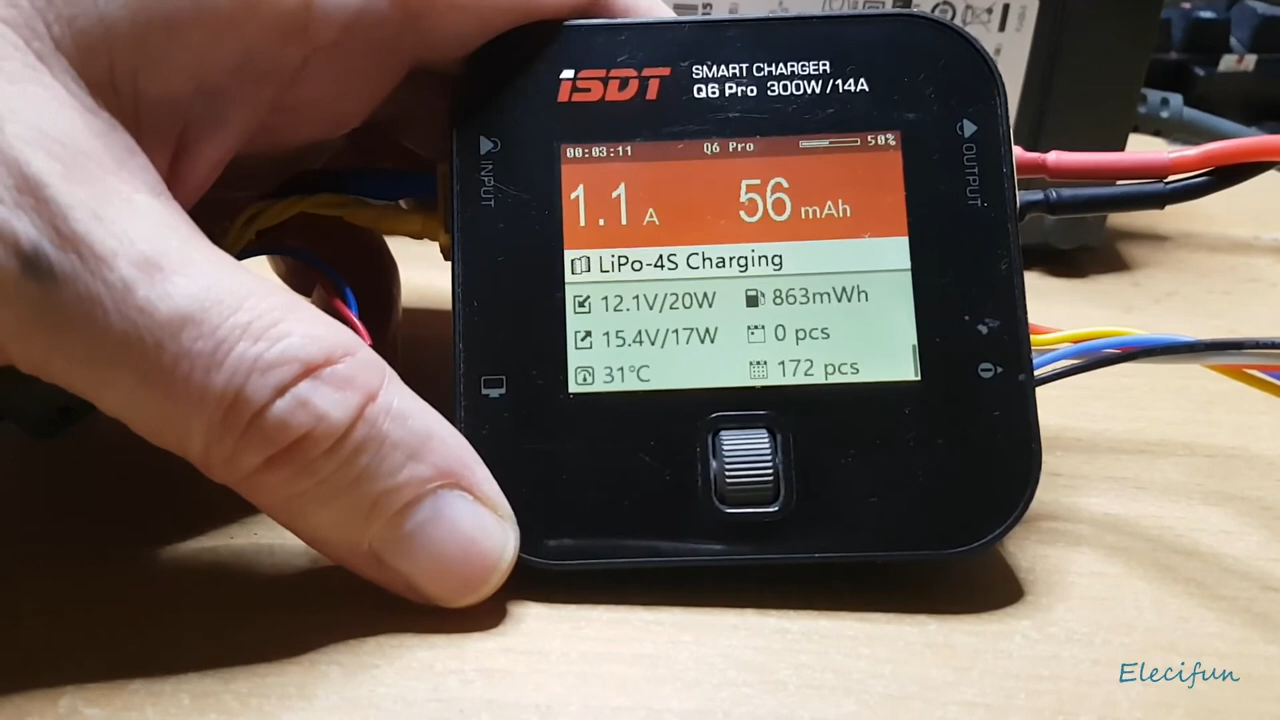 ISDT
SMART CHARGER
Q6 Pro 300W/14A
INPUT
OUTPUT
00:03:11 Q6 Pro 50%
1.1 A 56 mAh
LiPo-4S Charging
12.1V/20W 863mWh
15.4V/17W 0 pcs
31°C 172 pcs
Elecifun